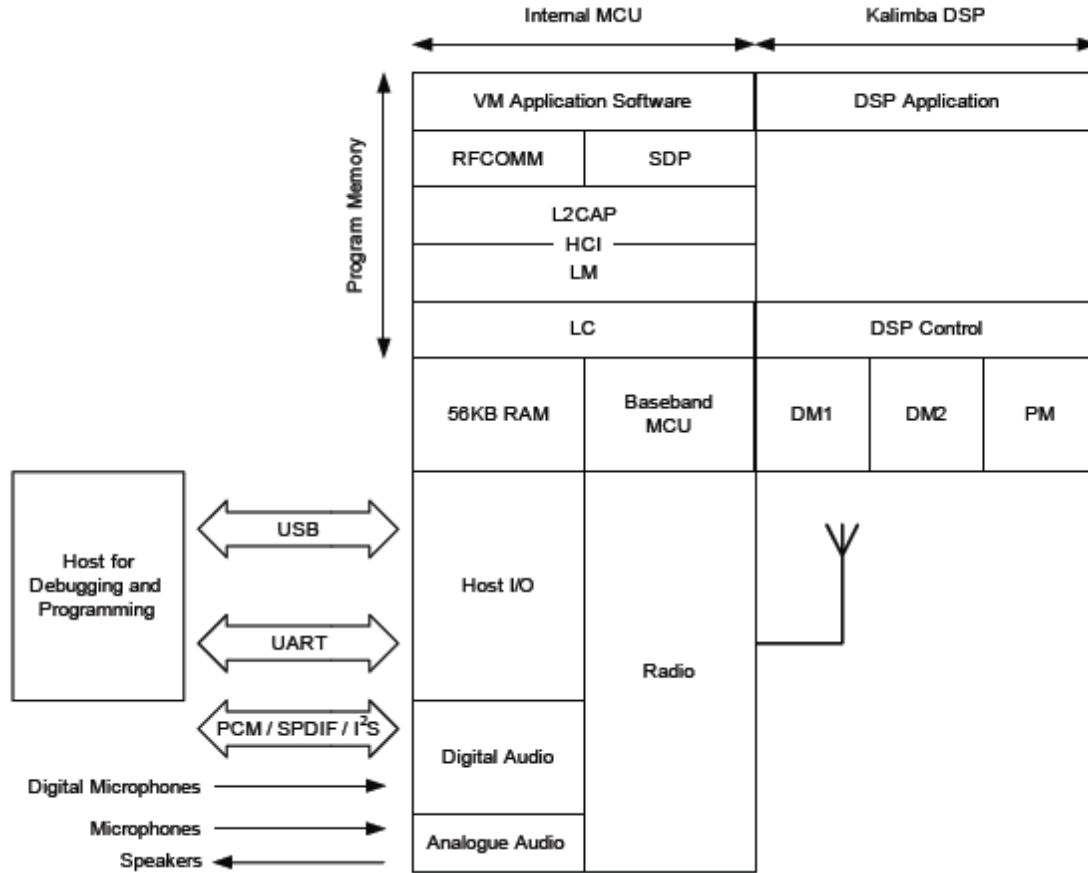 Internal MCU
Kalimba DSP
Program Memory
VM Application Software
DSP Application
RFCOMM
SDP
L2CAP
HCI
LM
LC
DSP Control
56KB RAM
Baseband
MCU
DM1
DM2
PM
Host for
Debugging and
Programming
USB
UART
PCM / SPDIF / I²S
Host I/O
Radio
Digital Audio
Digital Microphones
Microphones
Analogue Audio
Speakers